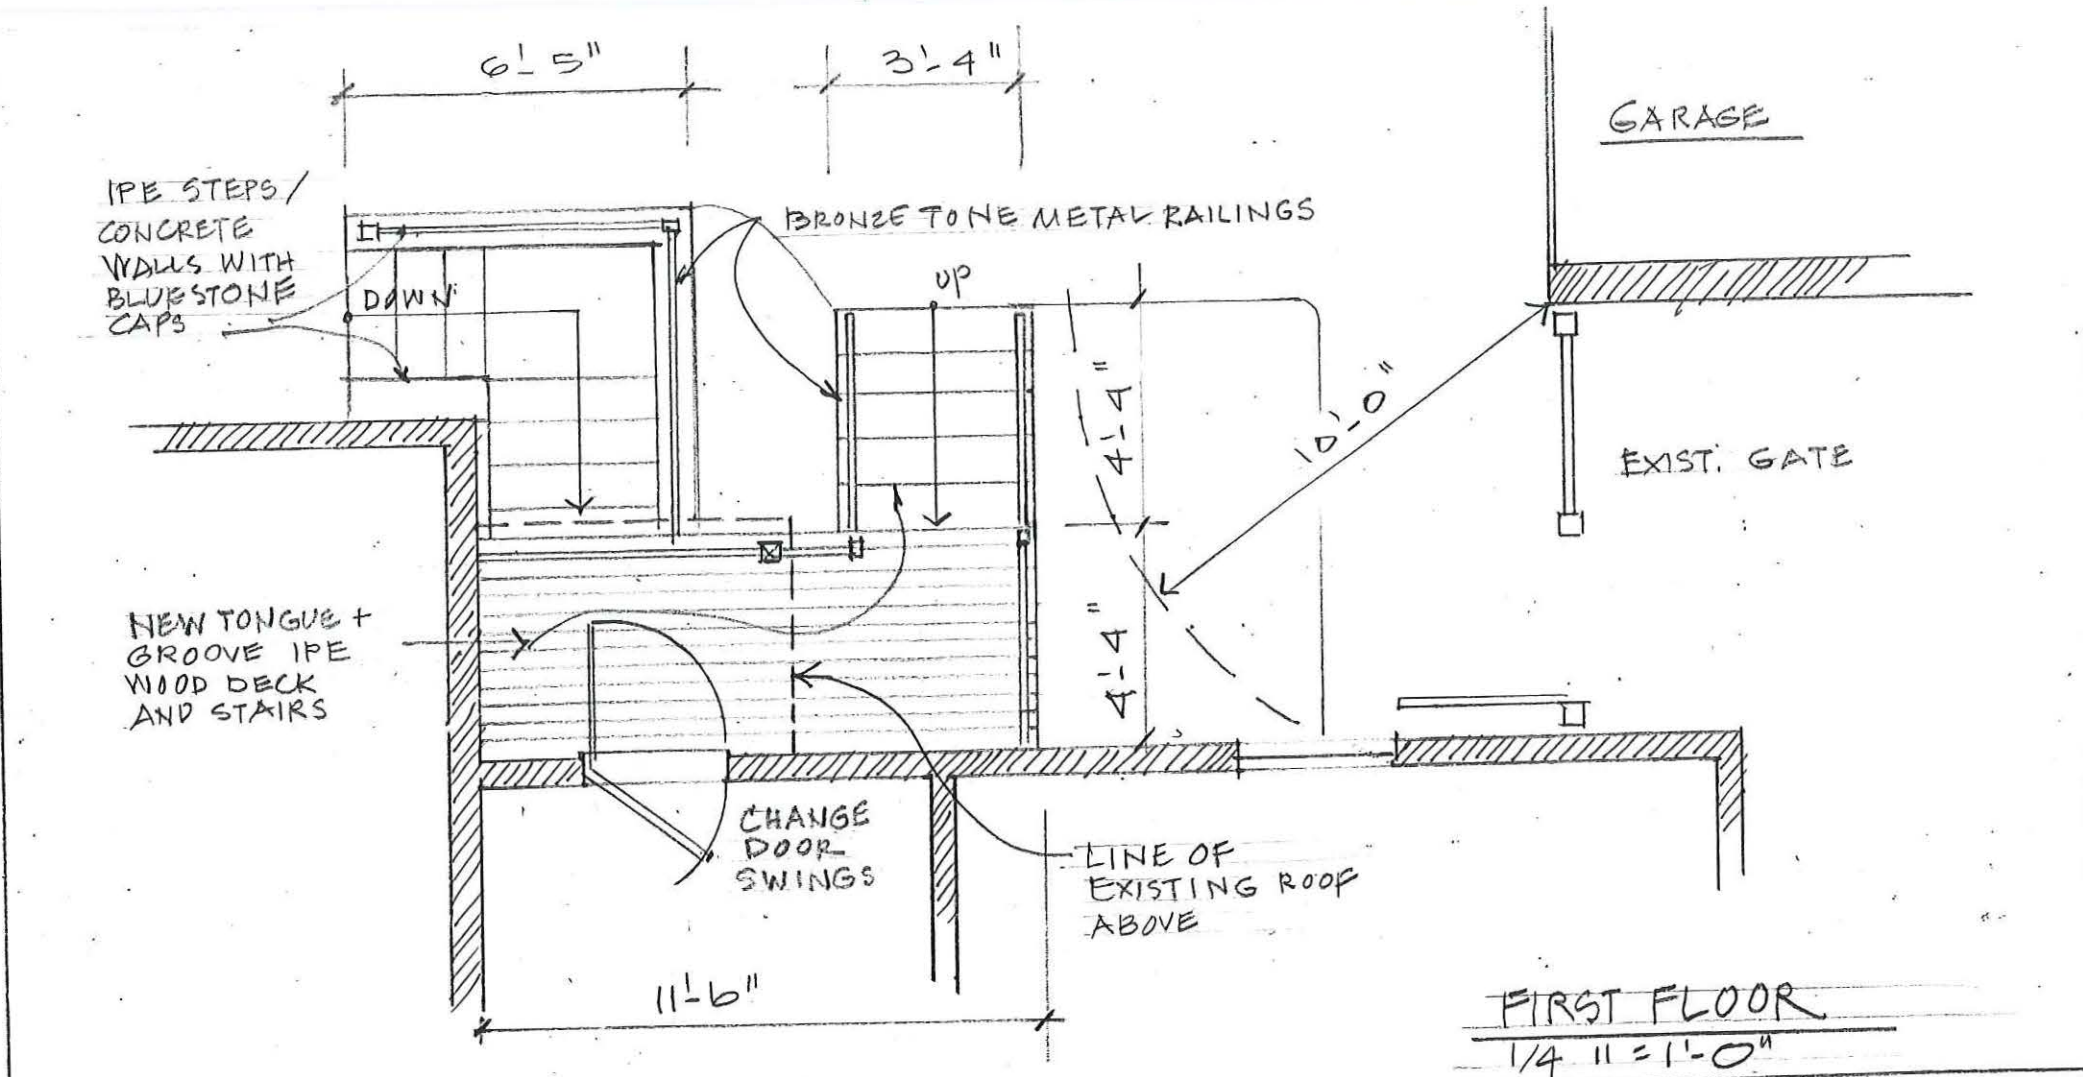 6'-5"
3'-4"
GARAGE
IPE STEPS/
CONCRETE
WALLS WITH
BLUESTONE
CAPS
BRONZE TONE METAL RAILINGS
UP
DOWN
4'-4"
10'-0"
EXIST. GATE
NEW TONGUE +
GROOVE IPE
WOOD DECK
AND STAIRS
4'-4"
CHANGE
DOOR
SWINGS
LINE OF
EXISTING ROOF
ABOVE
11'-6"
FIRST FLOOR
1/4 " = 1'-0"